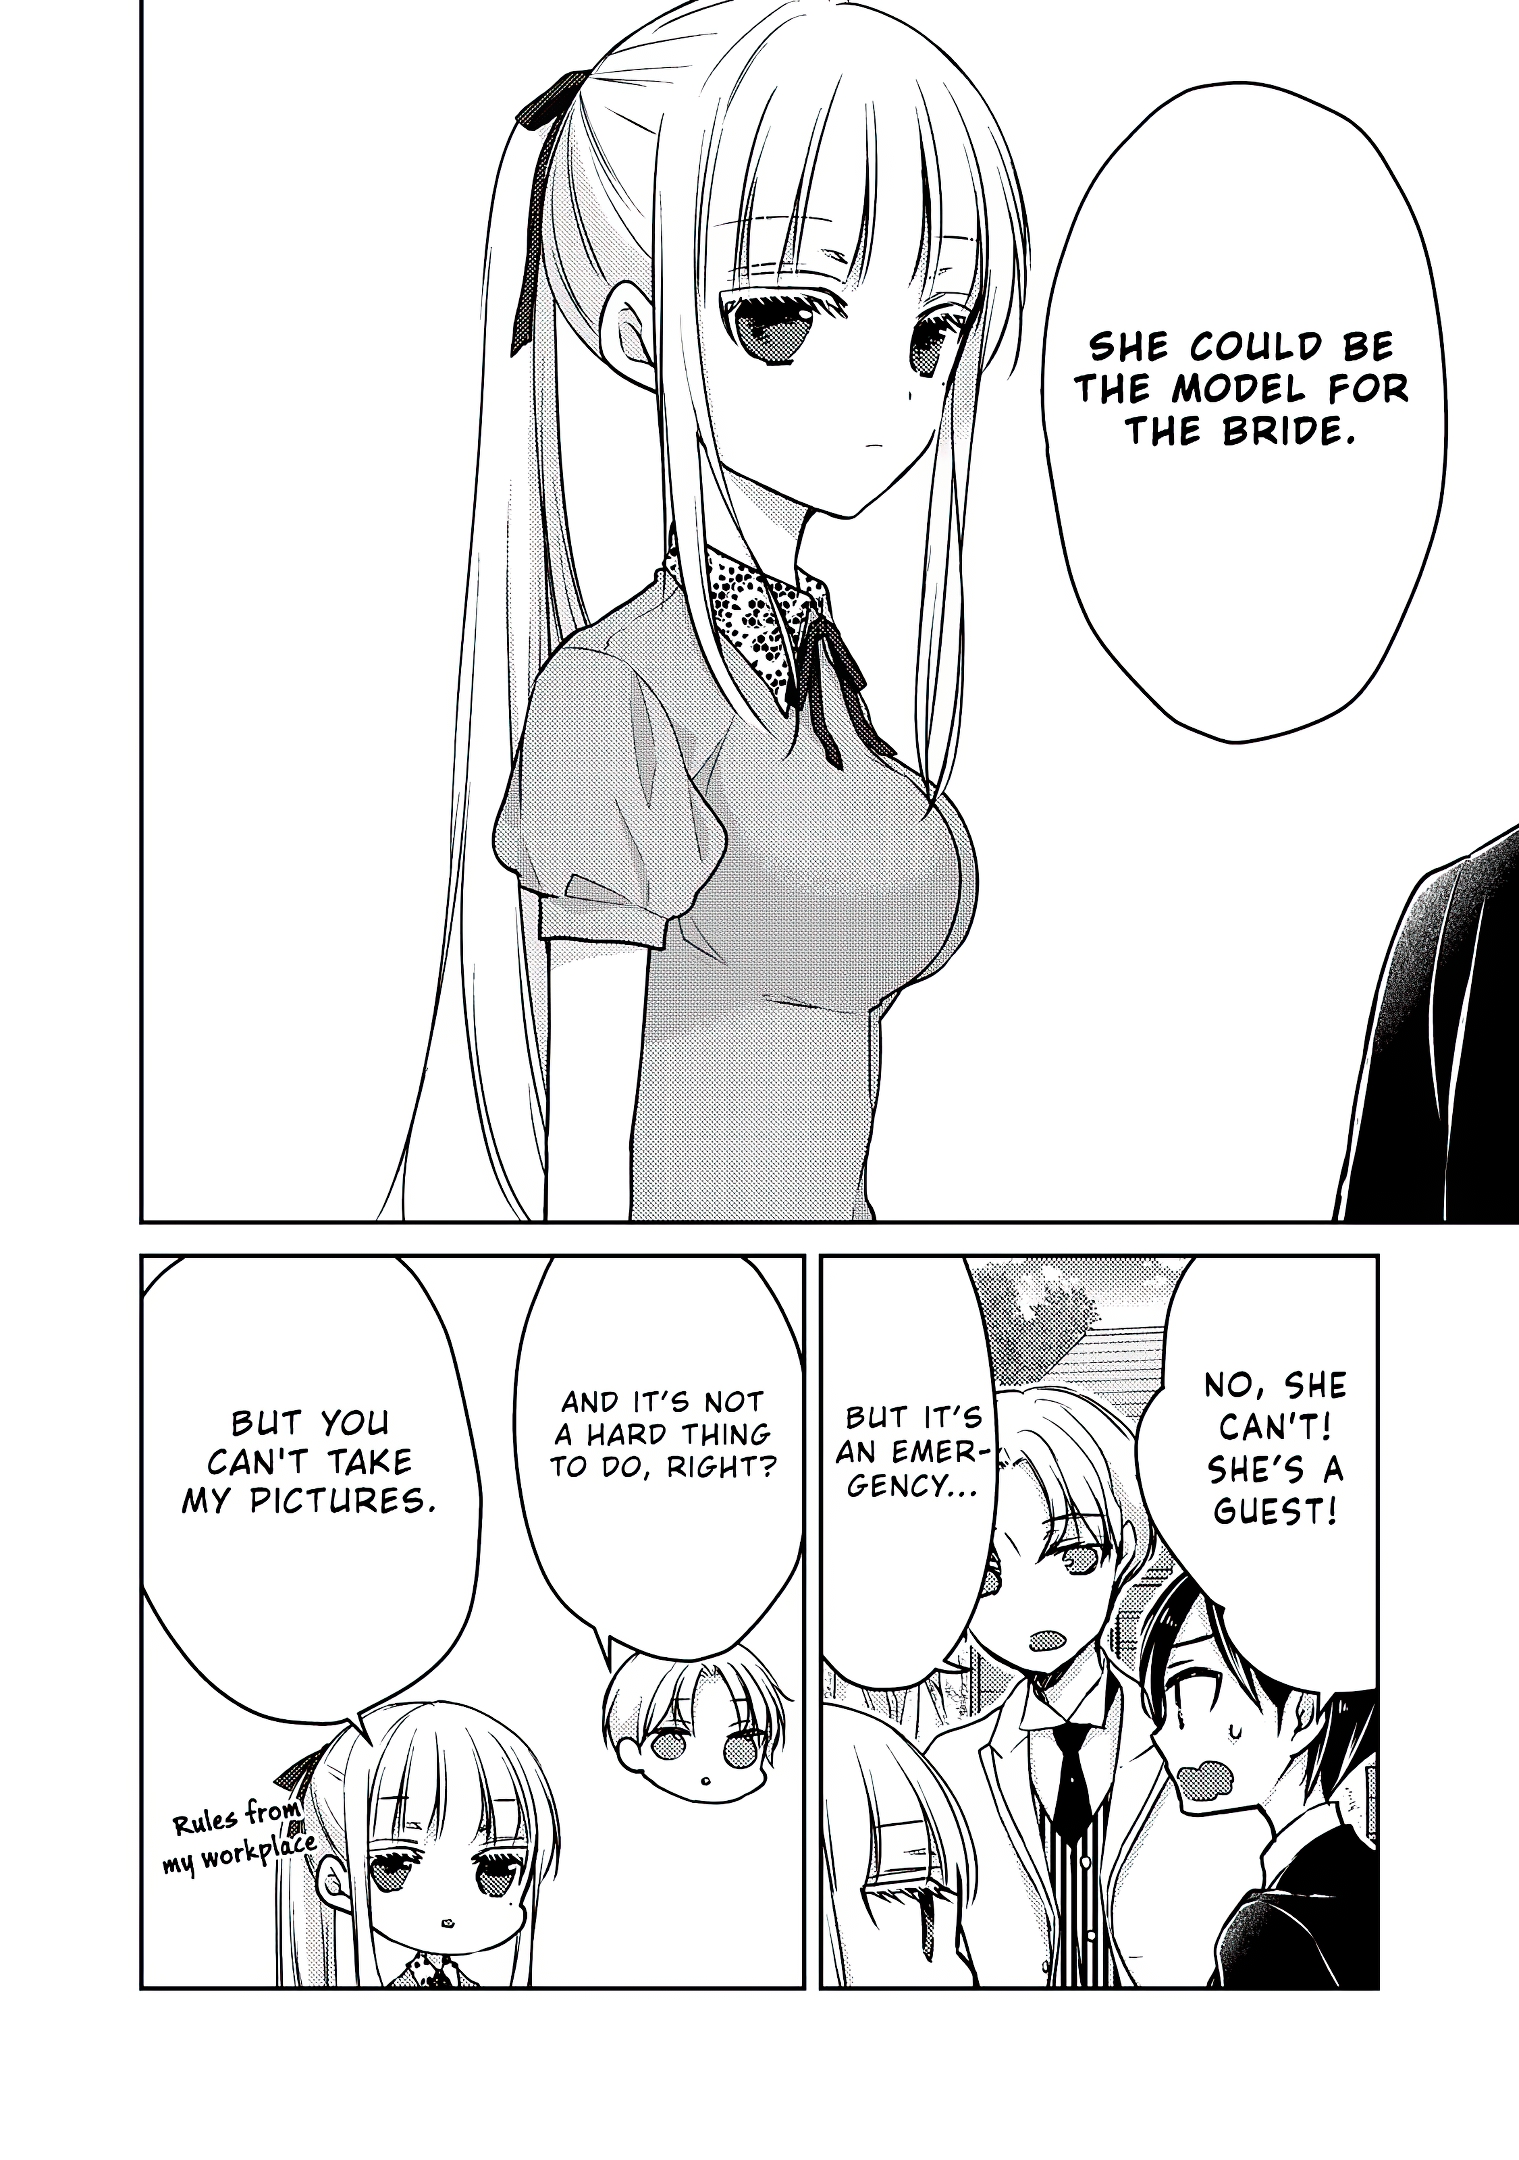 SHE COULD BE
THE MODEL FOR
THE BRIDE.
NO, SHE
CAN'T!
SHE'S A
GUEST!
BUT IT'S
AN EMER-
GENCY...
AND IT'S NOT
A HARD THING
TO DO, RIGHT?
BUT YOU
CAN'T TAKE
MY PICTURES.
Rules from
my workplace